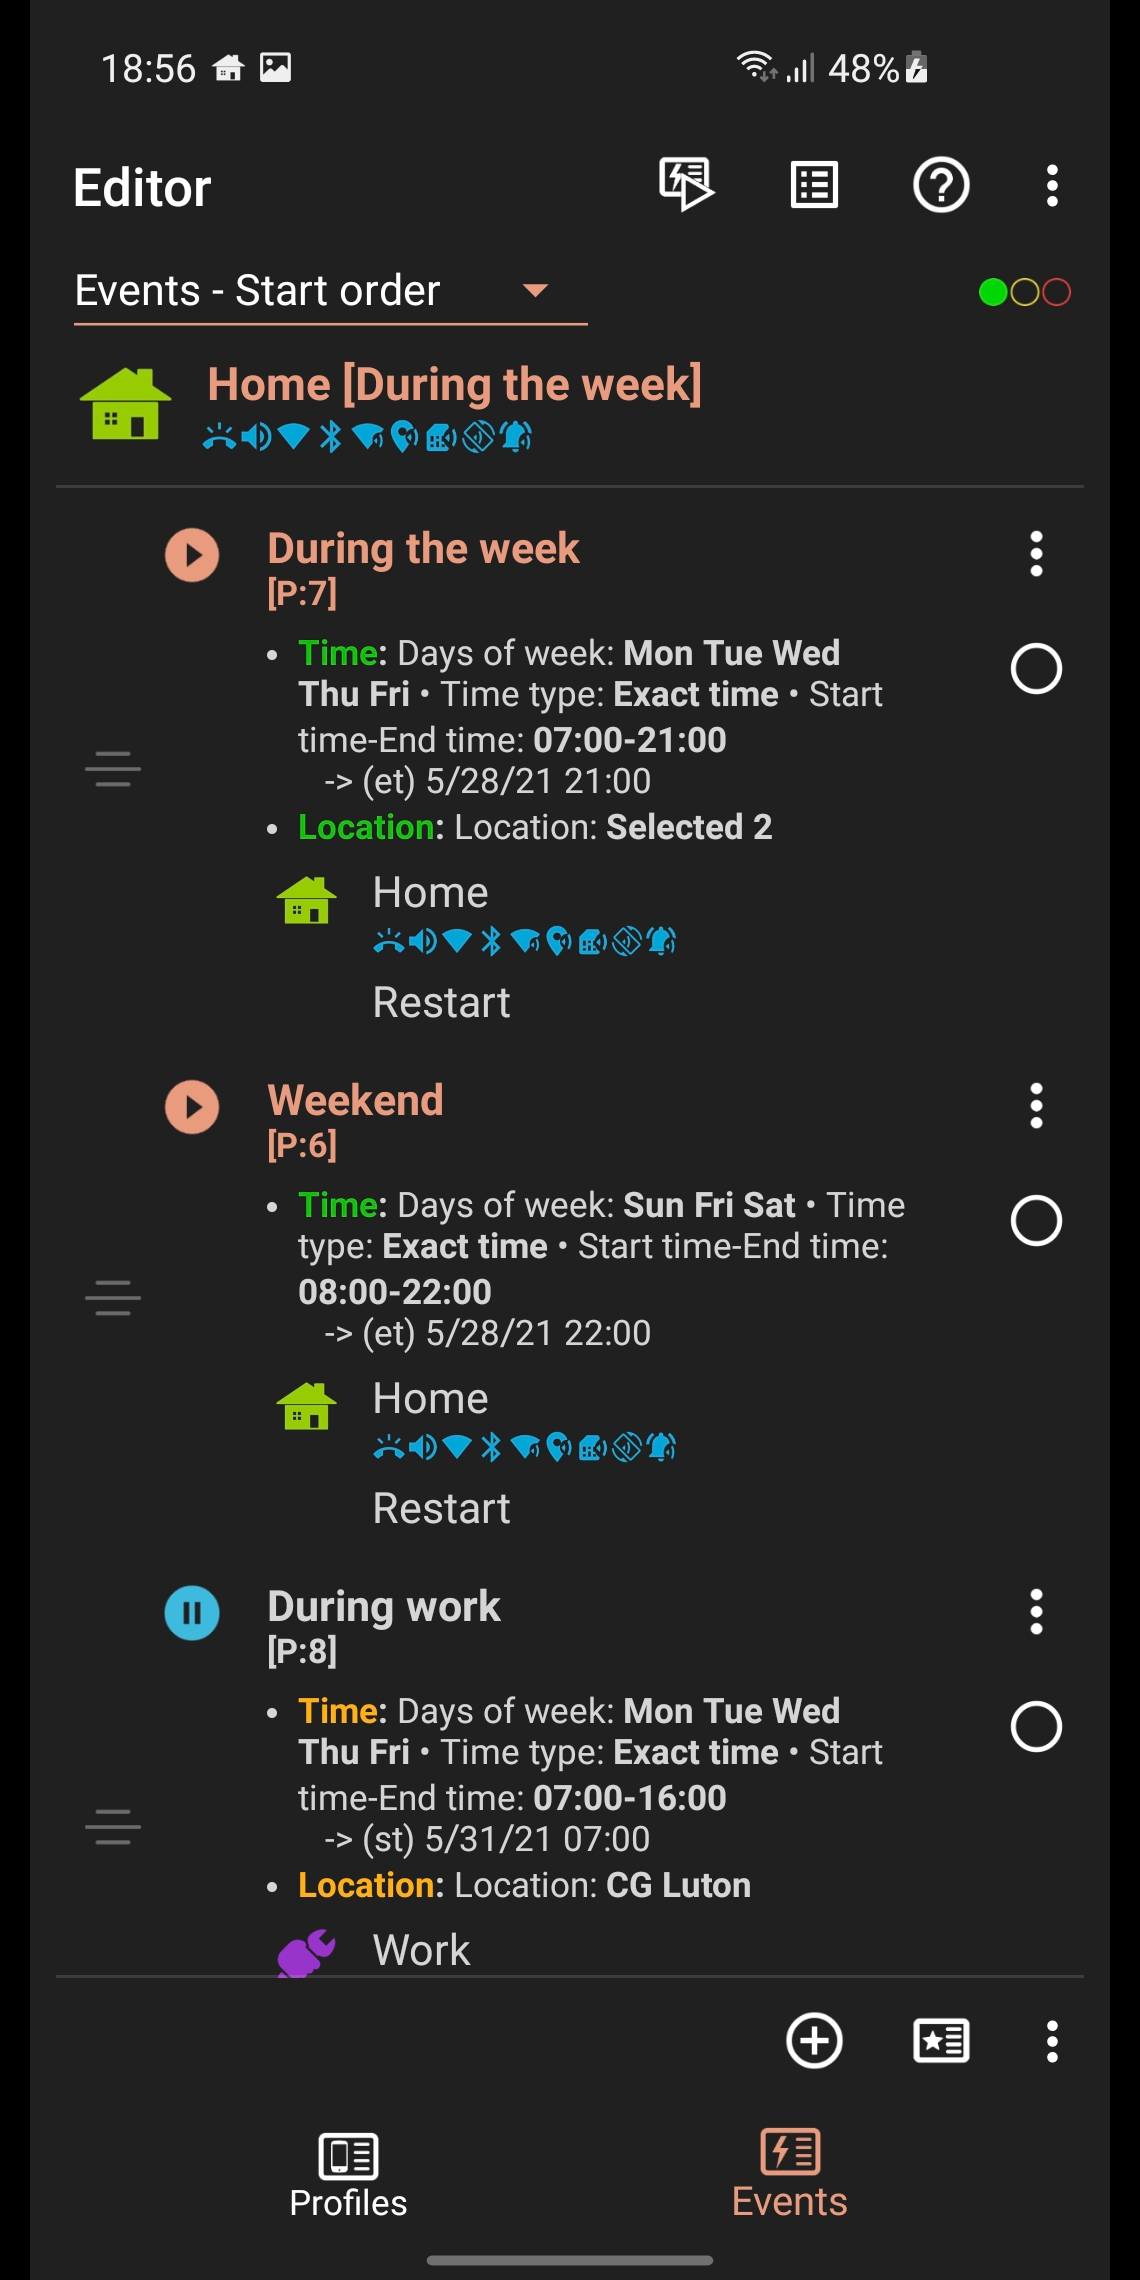 18:56 48%
Editor
Events - Start order
Home [During the week]
During the week
[P:7]
• Time: Days of week: Mon Tue Wed
Thu Fri • Time type: Exact time • Start
time-End time: 07:00-21:00
-> (et) 5/28/21 21:00
• Location: Location: Selected 2
Home
Restart
Weekend
[P:6]
• Time: Days of week: Sun Fri Sat • Time
type: Exact time • Start time-End time:
08:00-22:00
-> (et) 5/28/21 22:00
Home
Restart
During work
[P:8]
• Time: Days of week: Mon Tue Wed
Thu Fri • Time type: Exact time • Start
time-End time: 07:00-16:00
-> (st) 5/31/21 07:00
• Location: Location: CG Luton
Work
Profiles
Events